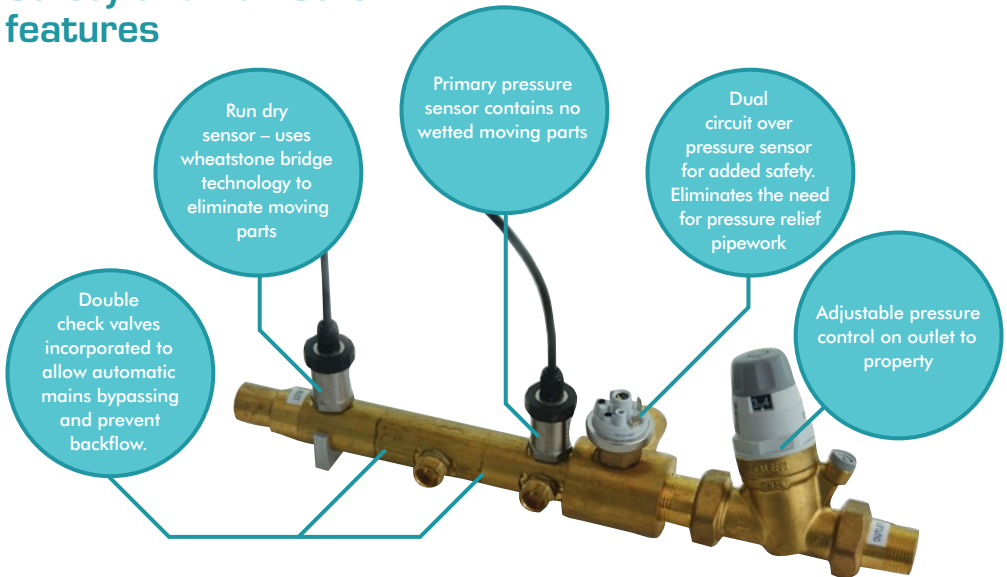 features
Run dry
sensor – uses
wheatstone bridge
technology to
eliminate moving
parts
Primary pressure
sensor contains no
wetted moving parts
Dual
circuit over
pressure sensor
for added safety.
Eliminates the need
for pressure relief
pipework
Double
check valves
incorporated to
allow automatic
mains bypassing
and prevent
backflow.
Adjustable pressure
control on outlet to
property